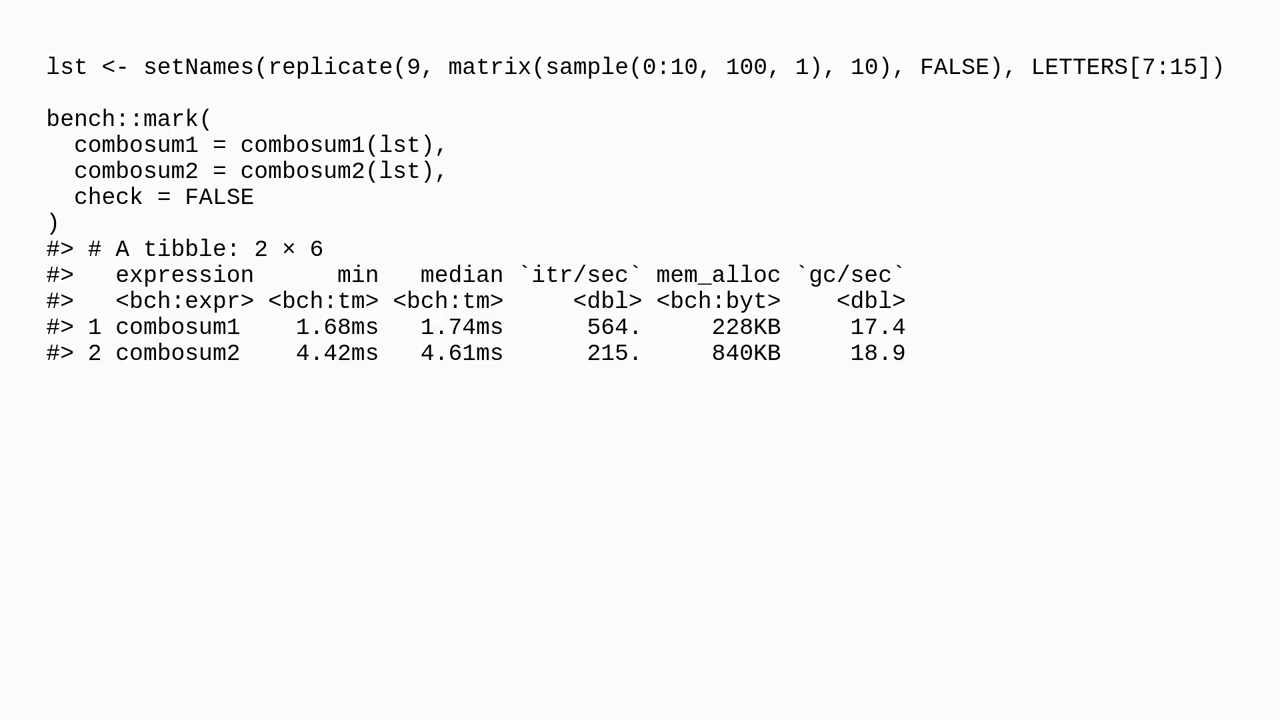 lst <- setNames(replicate(9, matrix(sample(0:10, 100, 1), 10), FALSE), LETTERS[7:15])

bench::mark(
  combosum1 = combosum1(lst),
  combosum2 = combosum2(lst),
  check = FALSE
)
#> # A tibble: 2 × 6
#>   expression      min   median `itr/sec` mem_alloc `gc/sec`
#>   <bch:expr> <bch:tm> <bch:tm>     <dbl> <bch:byt>    <dbl>
#> 1 combosum1    1.68ms   1.74ms      564.     228KB     17.4
#> 2 combosum2    4.42ms   4.61ms      215.     840KB     18.9